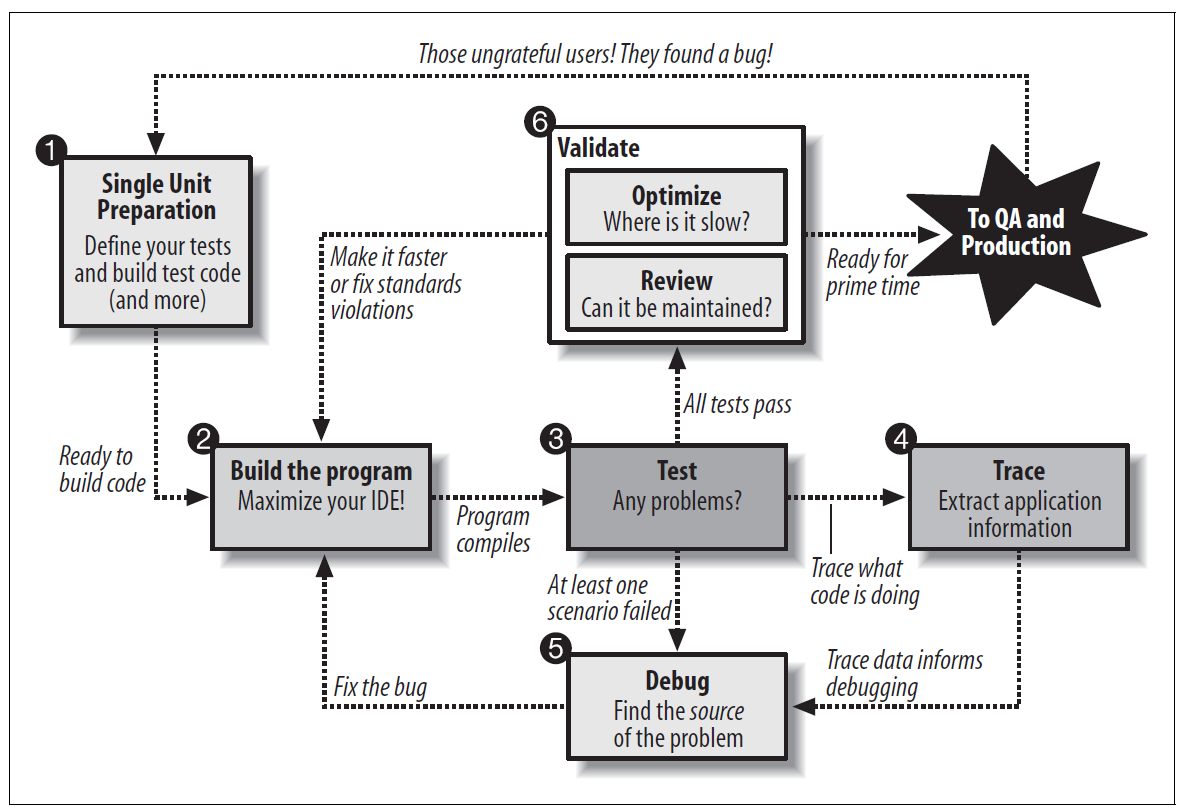 Those ungrateful users! They found a bug!
1
Single Unit
Preparation
Define your tests
and build test code
(and more)
6
Validate
Optimize
Where is it slow?
Review
Can it be maintained?
To QA and
Production
Make it faster
or fix standards
violations
Ready for
prime time
All tests pass
Ready to
build code
2
Build the program
Maximize your IDE!
Program
compiles
3
Test
Any problems?
4
Trace
Extract application
information
Trace what
code is doing
At least one
scenario failed
5
Debug
Find the source
of the problem
Trace data informs
debugging
Fix the bug